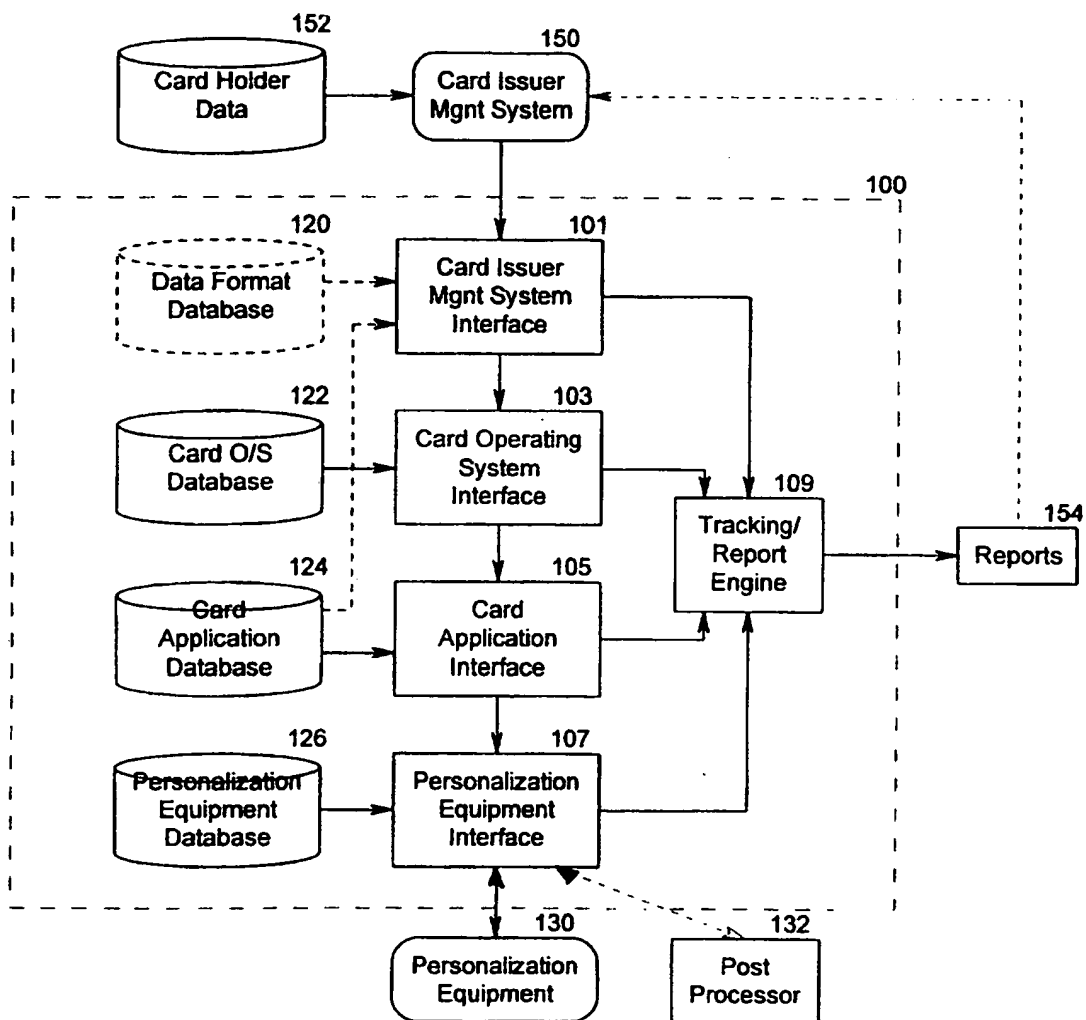 152
Card Holder
Data
150
Card Issuer
Mgnt System
100
120
Data Format
Database
101
Card Issuer
Mgnt System
Interface
122
Card O/S
Database
103
Card Operating
System
Interface
109
Tracking/
Report
Engine
154
Reports
124
Card
Application
Database
105
Card
Application
Interface
126
Personalization
Equipment
Database
107
Personalization
Equipment
Interface
130
Personalization
Equipment
132
Post
Processor